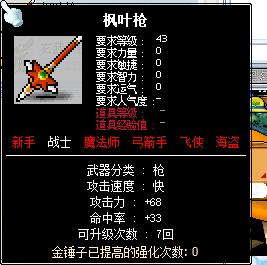 枫叶枪
要求等级： 43
要求力量： 0
要求敏捷： 0
要求智力： 0
要求运气： 0
要求人气度： -
道具等级： -
道具经验值： -
新手 战士 魔法师 弓箭手 飞侠 海盗
武器分类： 枪
攻击速度： 快
攻击力： +68
命中率： +33
可升级次数： 7回
金锤子已提高的强化次数: 0